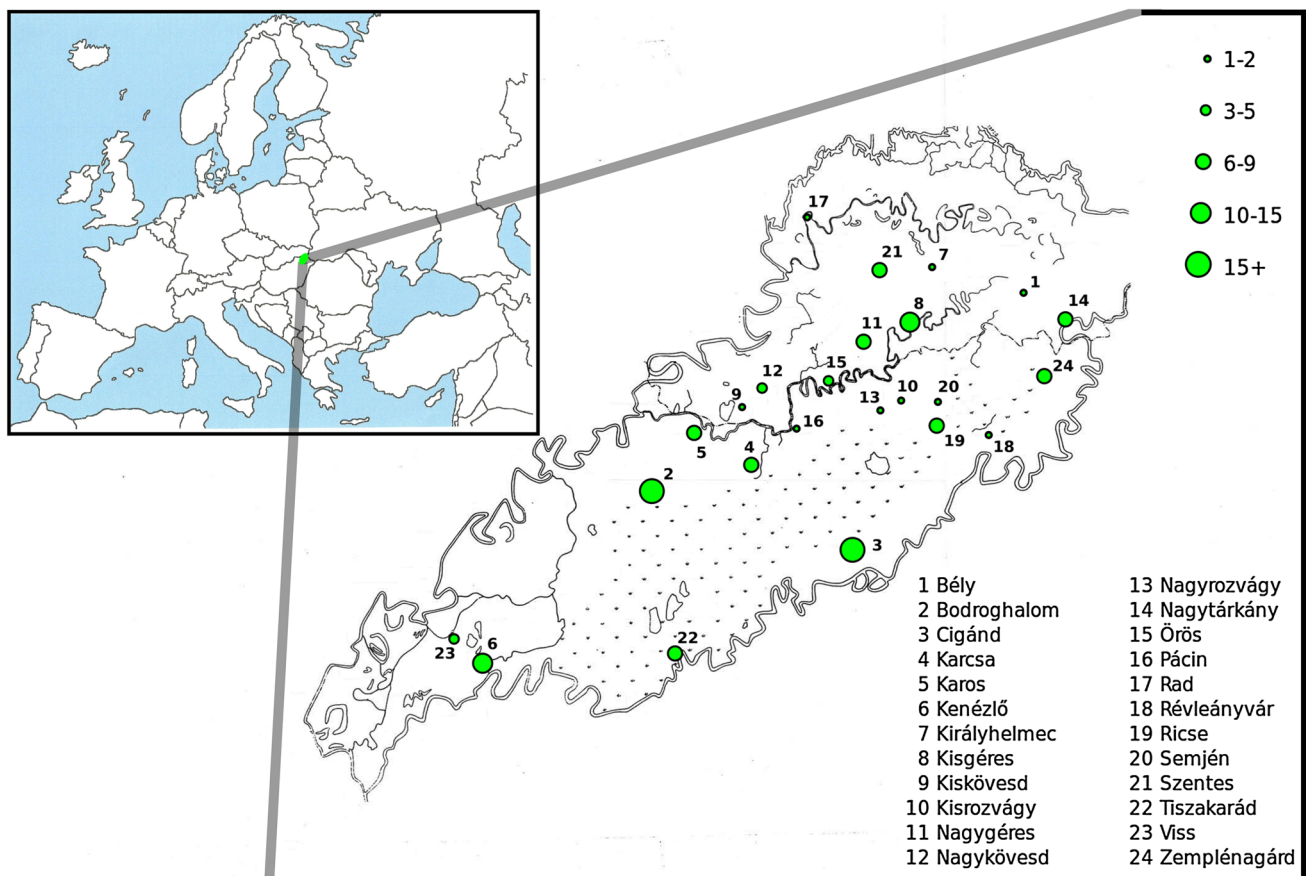 1-2
3-5
6-9
10-15
15+
17
21
7
1
14
8
11
24
15
12
10
20
9
13
16
19
18
5
4
2
3
22
6
23
1 Bély
2 Bodroghalom
3 Cigánd
4 Karcsa
5 Karos
6 Kenézlő
7 Királyhelmec
8 Kisgéres
9 Kiskövesd
10 Kisrozvágy
11 Nagygéres
12 Nagykövesd
13 Nagyrozvágy
14 Nagytárkány
15 Örös
16 Pácin
17 Rad
18 Révleányvár
19 Ricse
20 Semjén
21 Szentes
22 Tiszakarád
23 Viss
24 Zemplénagárd